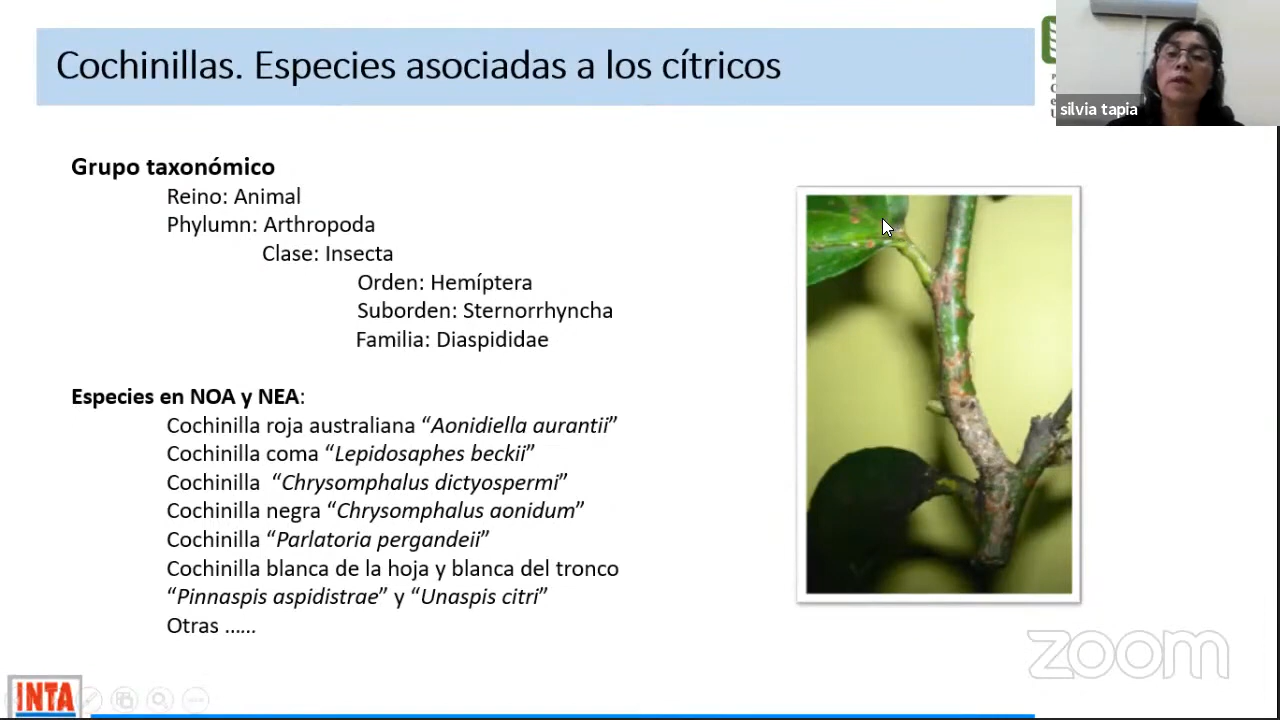 Cochinillas. Especies asociadas a los cítricos
silvia tapia
Grupo taxonómico
Reino: Animal
Phylumn: Arthropoda
Clase: Insecta
Orden: Hemíptera
Suborden: Sternorrhyncha
Familia: Diaspididae
Especies en NOA y NEA:
Cochinilla roja australiana “Aonidiella aurantii”
Cochinilla coma “Lepidosaphes beckii”
Cochinilla “Chrysomphalus dictyospermi”
Cochinilla negra “Chrysomphalus aonidum”
Cochinilla “Parlatoria pergandeii”
Cochinilla blanca de la hoja y blanca del tronco
“Pinnaspis aspidistrae” y “Unaspis citri”
Otras ......
zoom
INTA